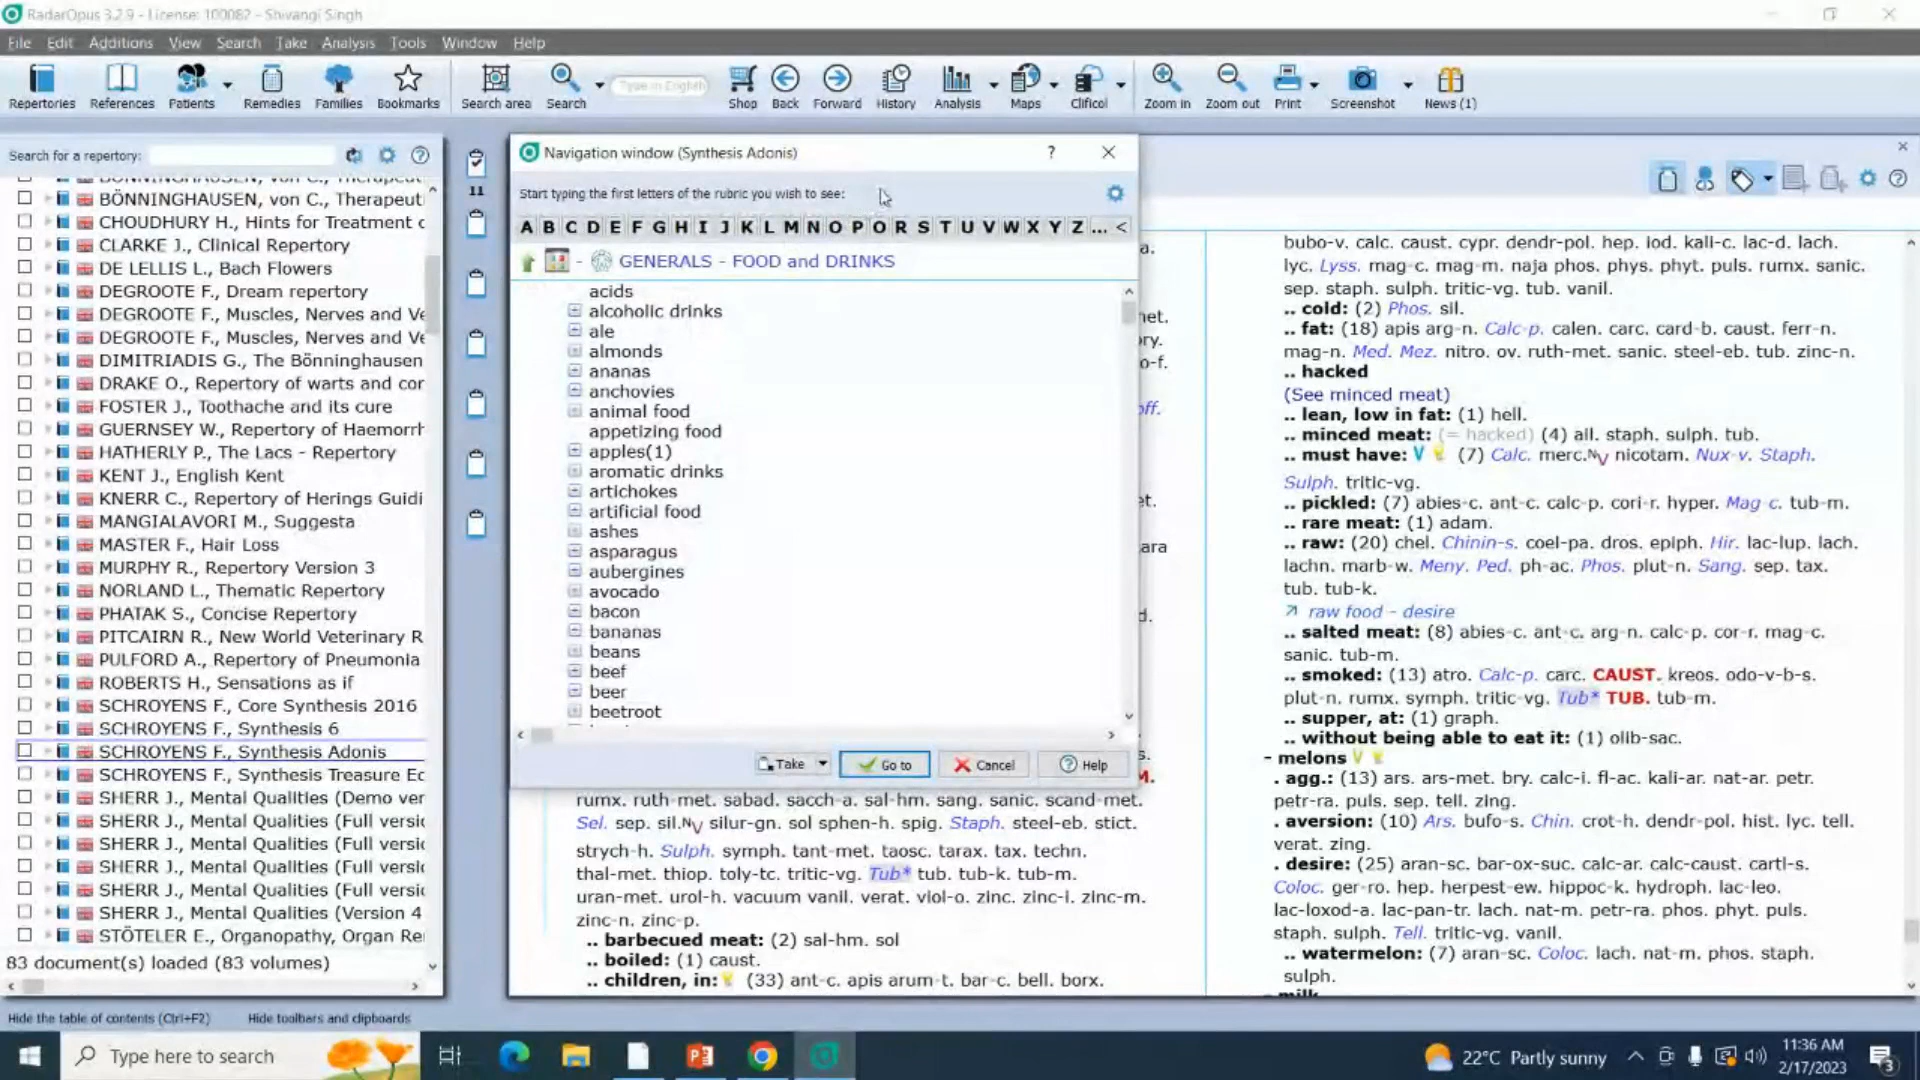 RadarOpus 3.2.9 - License: 100082 - Shivangi Singh
File Edit Additions View Search Take Analysis Tools Window Help
Repertories References Patients Remedies Families Bookmarks Search area Search Type in English Shop Back Forward History Analysis Maps Clificol Zoom in Zoom out Print Screenshot News (1)
Search for a repertory:
BÖNNINGHAUSEN, von C., Therapeuti
BÖNNINGHAUSEN, von C., Therapeuti
CHOUDHURY H., Hints for Treatment c
CLARKE J., Clinical Repertory
DE LELLIS L., Bach Flowers
DEGROOTE F., Dream repertory
DEGROOTE F., Muscles, Nerves and Ve
DEGROOTE F., Muscles, Nerves and Ve
DIMITRIADIS G., The Bönninghausen
DRAKE O., Repertory of warts and cor
FOSTER J., Toothache and its cure
GUERNSEY W., Repertory of Haemorrh
HATHERLY P., The Lacs - Repertory
KENT J., English Kent
KNERR C., Repertory of Herings Guidi
MANGIALAVORI M., Suggesta
MASTER F., Hair Loss
MURPHY R., Repertory Version 3
NORLAND L., Thematic Repertory
PHATAK S., Concise Repertory
PITCAIRN R., New World Veterinary R
PULFORD A., Repertory of Pneumonia
ROBERTS H., Sensations as if
SCHROYENS F., Core Synthesis 2016
SCHROYENS F., Synthesis 6
SCHROYENS F., Synthesis Adonis
SCHROYENS F., Synthesis Treasure Ec
SHERR J., Mental Qualities (Demo ver
SHERR J., Mental Qualities (Full versic
SHERR J., Mental Qualities (Full versic
SHERR J., Mental Qualities (Full versic
SHERR J., Mental Qualities (Full versic
SHERR J., Mental Qualities (Version 4
STÖTELER E., Organopathy, Organ Re
83 document(s) loaded (83 volumes)
11
Navigation window (Synthesis Adonis) ?
Start typing the first letters of the rubric you wish to see:
A B C D E F G H I J K L M N O P Q R S T U V W X Y Z ... <
- GENERALS - FOOD and DRINKS
acids
alcoholic drinks
ale
almonds
ananas
anchovies
animal food
appetizing food
apples(1)
aromatic drinks
artichokes
artificial food
ashes
asparagus
aubergines
avocado
bacon
bananas
beans
beef
beer
beetroot
Take Go to Cancel Help
rumx. ruth-met. sabad. sacch-a. sal-hm. sang. sanic. scand-met.
Sel. sep. sil. silur-gn. sol sphen-h. spig. Staph. steel-eb. stict.
strych-h. Sulph. symph. tant-met. taosc. tarax. tax. techn.
thal-met. thiop. toly-tc. tritic-vg. Tub* tub. tub-k. tub-m.
uran-met. urol-h. vacuum vanil. verat. viol-o. zinc. zinc-i. zinc-m.
zinc-n. zinc-p.
.. barbecued meat: (2) sal-hm. sol
.. boiled: (1) caust.
.. children, in: (33) ant-c. apis arum-t. bar-c. bell. borx.
bubo-v. calc. caust. cypr. dendr-pol. hep. iod. kali-c. lac-d. lach.
lyc. Lyss. mag-c. mag-m. naja phos. phys. phyt. puls. rumx. sanic.
sep. staph. sulph. tritic-vg. tub. vanil.
.. cold: (2) Phos. sil.
.. fat: (18) apis arg-n. Calc-p. calen. carc. card-b. caust. ferr-n.
mag-n. Med. Mez. nitro. ov. ruth-met. sanic. steel-eb. tub. zinc-n.
.. hacked
(See minced meat)
.. lean, low in fat: (1) hell.
.. minced meat: (= hacked) (4) all. staph. sulph. tub.
.. must have: V (7) Calc. merc. nicotam. Nux-v. Staph.
Sulph. tritic-vg.
.. pickled: (7) abies-c. ant-c. calc-p. cori-r. hyper. Mag-c. tub-m.
.. rare meat: (1) adam.
.. raw: (20) chel. Chinin-s. coel-pa. dros. epiph. Hir. lac-lup. lach.
lachn. marb-w. Meny. Ped. ph-ac. Phos. plut-n. Sang. sep. tax.
tub. tub-k.
raw food - desire
.. salted meat: (8) abies-c. ant-c. arg-n. calc-p. cor-r. mag-c.
sanic. tub-m.
.. smoked: (13) atro. Calc-p. carc. CAUST. kreos. odo-v-b-s.
plut-n. rumx. symph. tritic-vg. Tub* TUB. tub-m.
.. supper, at: (1) graph.
.. without being able to eat it: (1) olib-sac.
- melons V
. agg.: (13) ars. ars-met. bry. calc-i. fl-ac. kali-ar. nat-ar. petr.
petr-ra. puls. sep. tell. zing.
. aversion: (10) Ars. bufo-s. Chin. crot-h. dendr-pol. hist. lyc. tell.
verat. zing.
. desire: (25) aran-sc. bar-ox-suc. calc-ar. calc-caust. cartl-s.
Coloc. ger-ro. hep. herpest-ew. hippoc-k. hydroph. lac-leo.
lac-loxod-a. lac-pan-tr. lach. nat-m. petr-ra. phos. phyt. puls.
staph. sulph. Tell. tritic-vg. vanil.
.. watermelon: (7) aran-sc. Coloc. lach. nat-m. phos. staph.
sulph.
- milk
Hide the table of contents (Ctrl+F2) Hide toolbars and clipboards
Type here to search
22°C Partly sunny
11:36 AM
2/17/2023
3